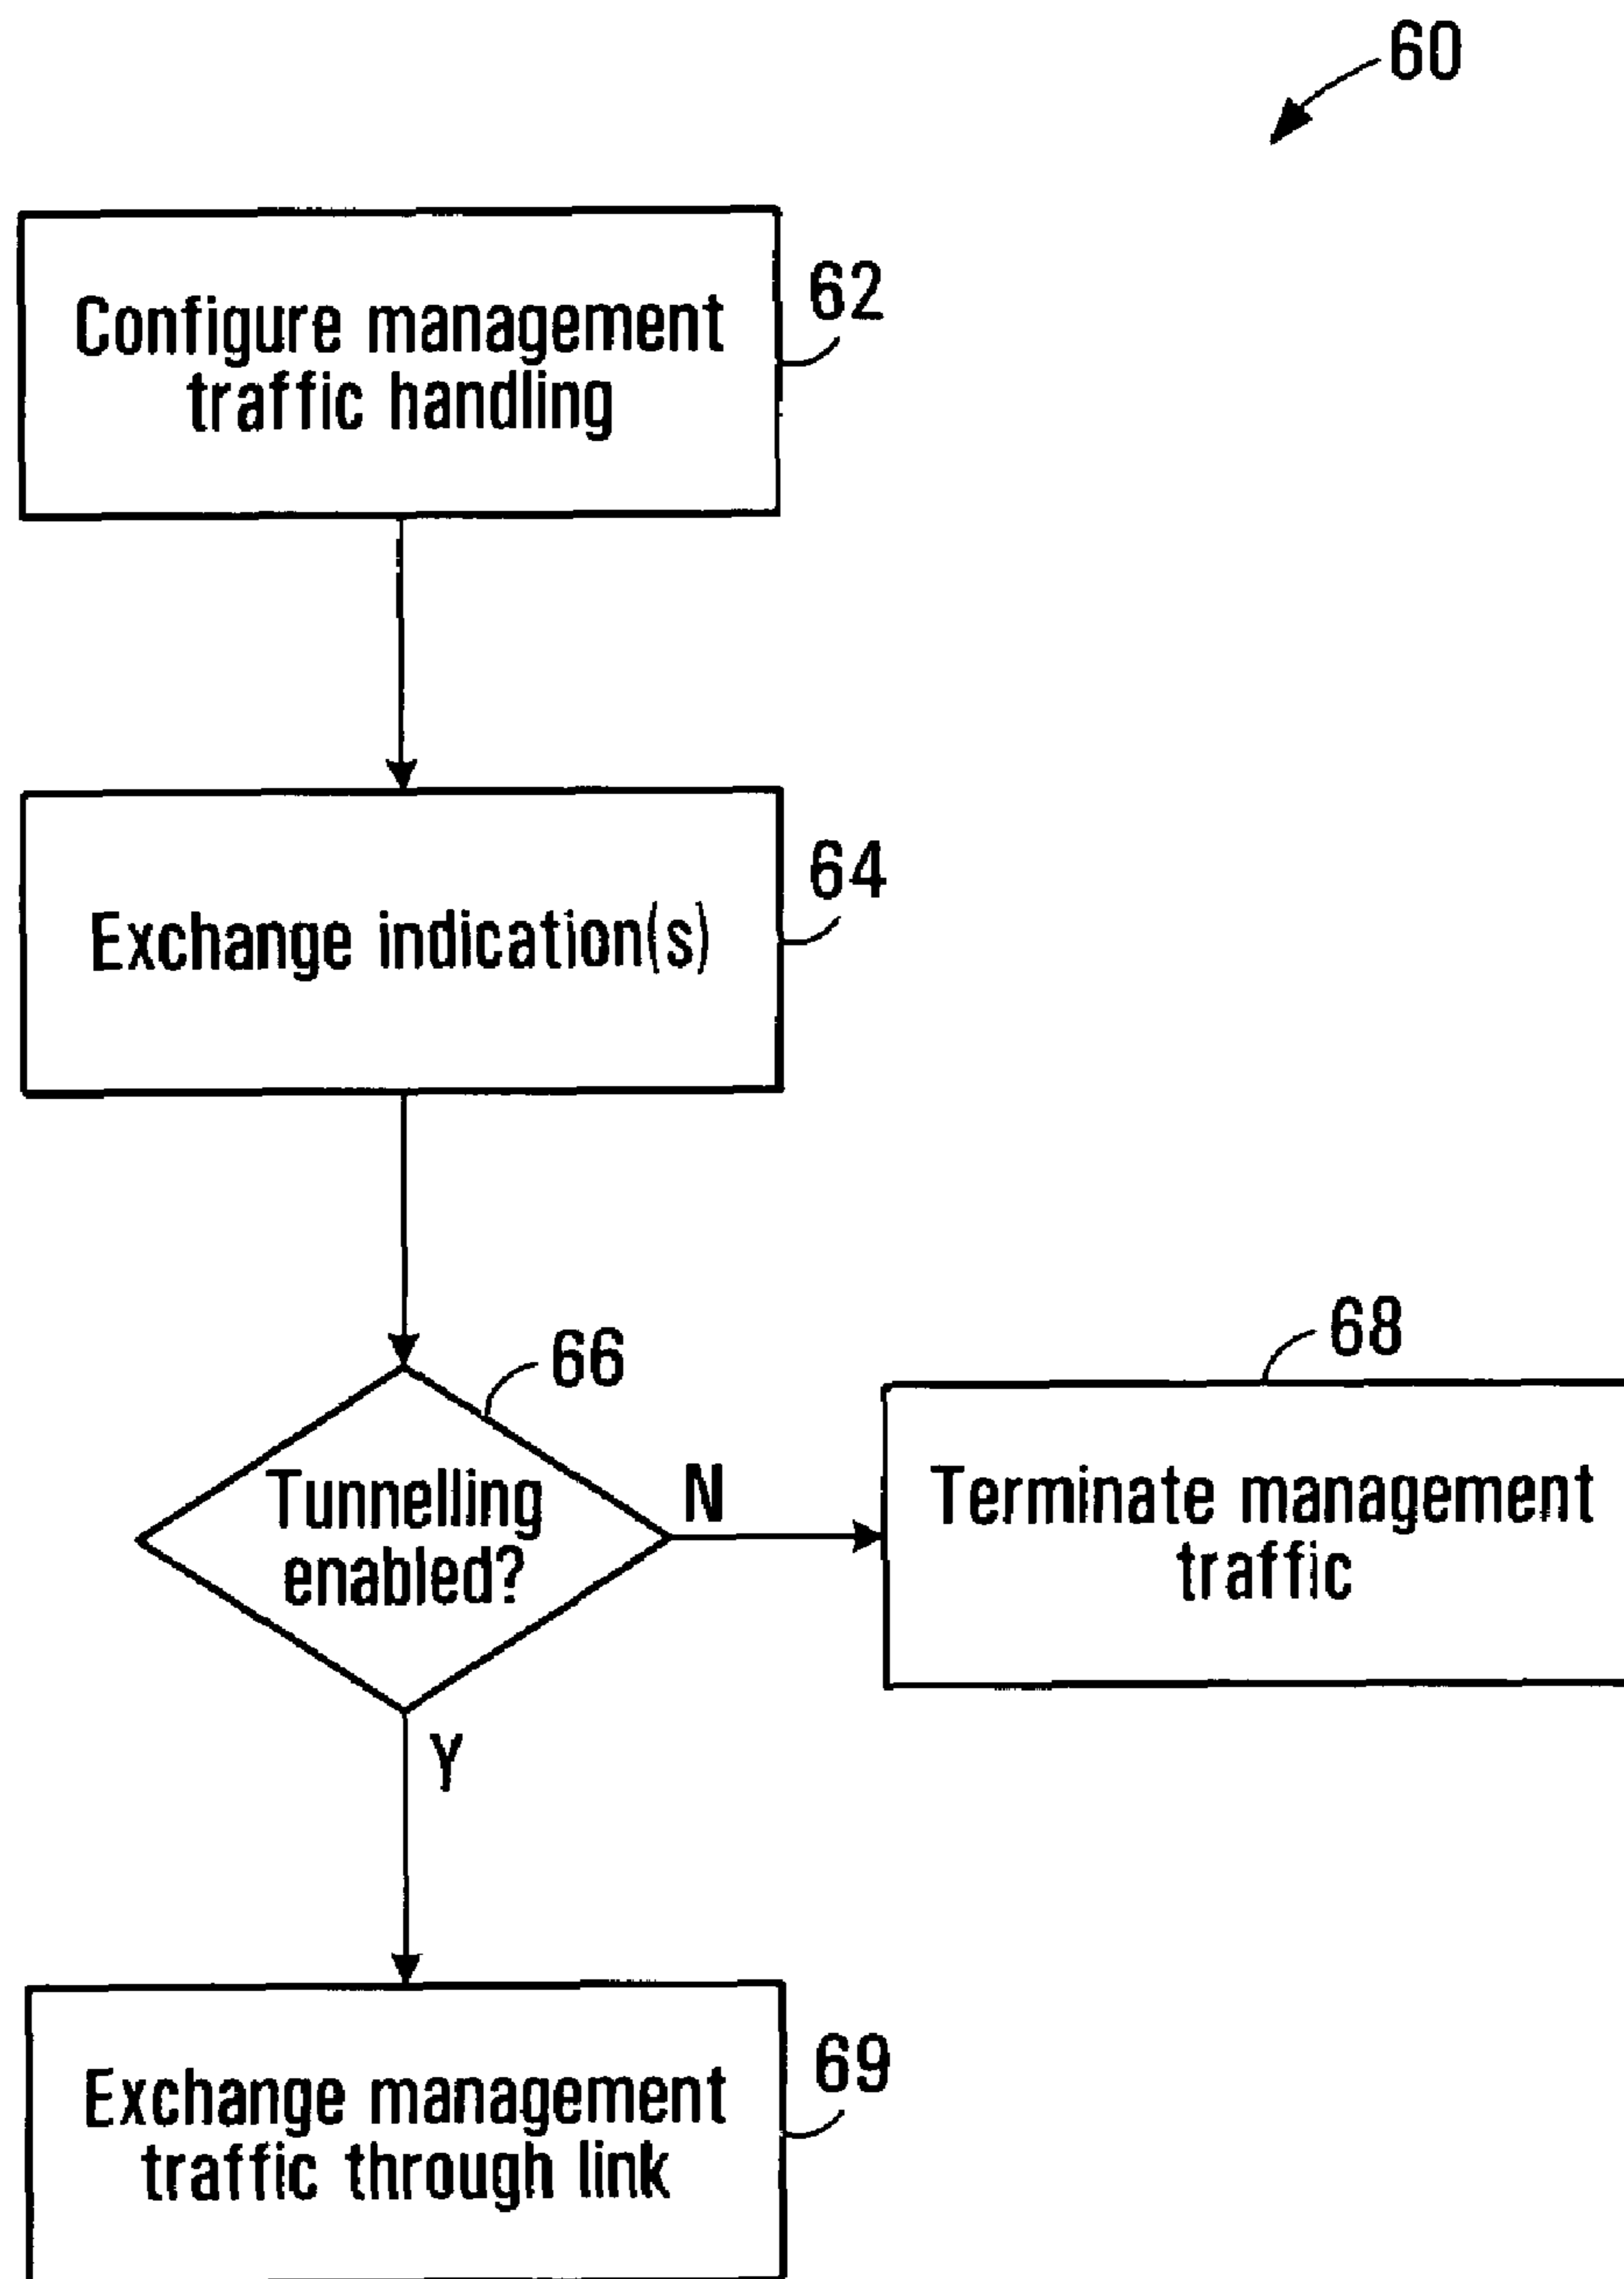 60
Configure management
traffic handling
62
Exchange indication(s)
64
66
Tunnelling
enabled?
N
68
Terminate management
traffic
Y
Exchange management
traffic through link
69